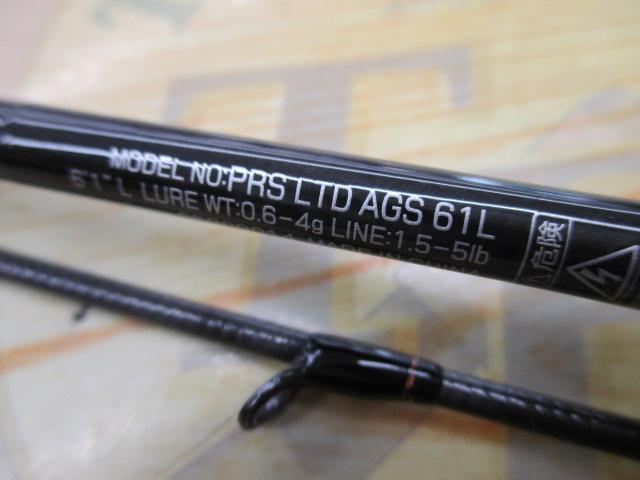 MODEL NO:PRS LTD AGS 61L
6'1" L LURE WT:0.6-4g LINE:1.5-5lb
MADE IN CHINA
危険